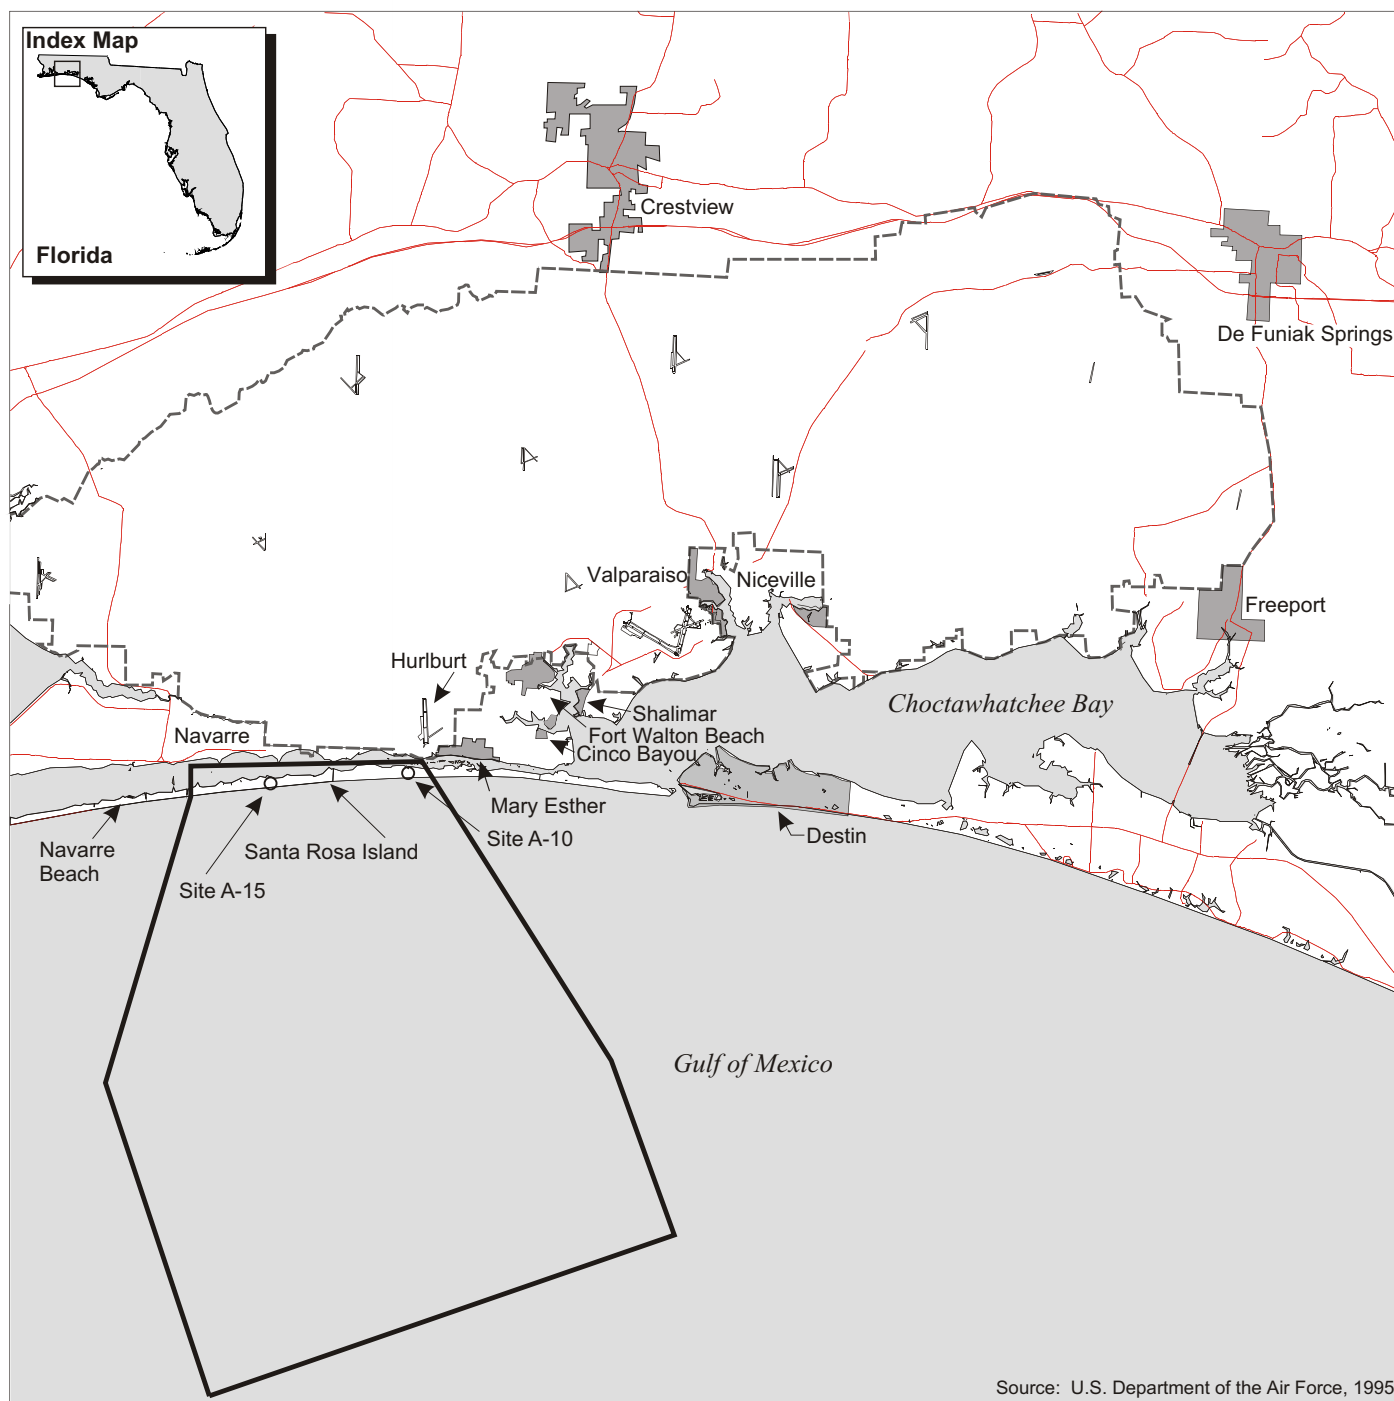 Index Map
Florida
Crestview
De Funiak Springs
Valparaiso
Niceville
Freeport
Hurlburt
Choctawhatchee Bay
Shalimar
Navarre
Fort Walton Beach
Cinco Bayou
Mary Esther
Destin
Site A-10
Navarre
Beach
Santa Rosa Island
Site A-15
Gulf of Mexico
Source: U.S. Department of the Air Force, 1995